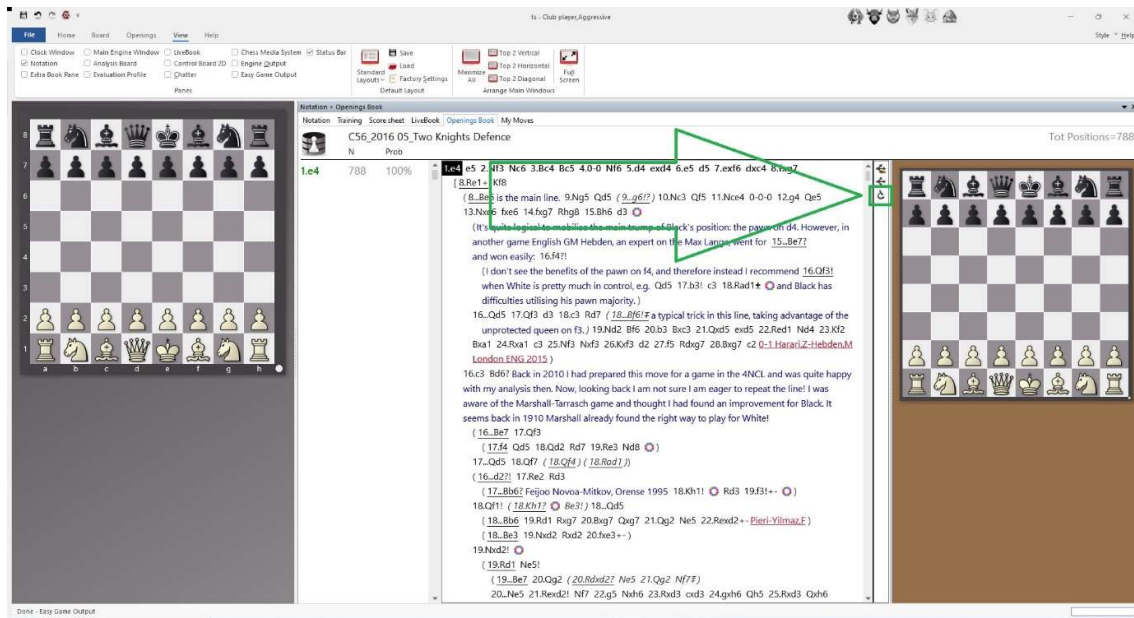 fs - Club player,Aggressive
File Home Board Openings View Help
Style Help
Clock Window Main Engine Window LiveBook Chess Media System Status Bar
Notation Analysis Board Control Board 2D Engine Output
Extra Book Pane Evaluation Profile Chatter Easy Game Output
Panes
Standard Layouts Save
Load
Factory Settings
Default Layout
Maximize All Top 2 Vertical
Top 2 Horizontal
Top 2 Diagonal
Full Screen
Arrange Main Windows
Notation + Openings Book
Notation Training Score sheet LiveBook Openings Book My Moves
C56_2016 05_Two Knights Defence
Tot Positions=788
N Prob
1.e4 788 100%
8
7
6
5
4
3
2
1
a b c d e f g h
1.e4 e5 2.Nf3 Nc6 3.Bc4 Bc5 4.0-0 Nf6 5.d4 exd4 6.e5 d5 7.exf6 dxc4 8.fxg7
[ 8.Re1+ Kf8
( 8...Be6 is the main line. 9.Ng5 Qd5 ( 9...g6!? ) 10.Nc3 Qf5 11.Nce4 0-0-0 12.g4 Qe5
13.Nxe6 fxe6 14.fxg7 Rhg8 15.Bh6 d3
(It's quite logical to mobilise the main trump of Black's position: the pawn on d4. However, in
another game English GM Hebden, an expert on the Max Lange, went for 15...Be7?
and won easily: 16.f4?!
(I don't see the benefits of the pawn on f4, and therefore instead I recommend 16.Qf3!
when White is pretty much in control, e.g. Qd5 17.b3! c3 18.Rad1± and Black has
difficulties utilising his pawn majority. )
16...Qd5 17.Qf3 d3 18.c3 Rd7 ( 18...Bf6!∓ a typical trick in this line, taking advantage of the
unprotected queen on f3. ) 19.Nd2 Bf6 20.b3 Bxc3 21.Qxd5 exd5 22.Red1 Nd4 23.Kf2
Bxa1 24.Rxa1 c3 25.Nf3 Nxf3 26.Kxf3 d2 27.f5 Rdxg7 28.Bxg7 c2 0-1 Harari,Z-Hebden,M
London ENG 2015 )
16.c3 Bd6? Back in 2010 I had prepared this move for a game in the 4NCL and was quite happy
with my analysis then. Now, looking back I am not sure I am eager to repeat the line! I was
aware of the Marshall-Tarrasch game and thought I had found an improvement for Black. It
seems back in 1910 Marshall already found the right way to play for White!
( 16...Be7 17.Qf3
( 17.f4 Qd5 18.Qd2 Rd7 19.Re3 Nd8 )
17...Qd5 18.Qf7 ( 18.Qf4 ) ( 18.Rad1 ))
( 16...d2?! 17.Re2 Rd3
( 17...Bb6? Feijoo Novoa-Mitkov, Orense 1995 18.Kh1! Rd3 19.f3!+- )
18.Qf1! ( 18.Kh1? Be3! ) 18...Qd5
( 18...Bb6 19.Rd1 Rxg7 20.Bxg7 Qxg7 21.Qg2 Ne5 22.Rexd2+- Pieri-Yilmaz,F )
( 18...Be3 19.Nxd2 Rxd2 20.fxe3+- )
19.Nxd2!
( 19.Rd1 Ne5!
( 19...Be7 20.Qg2 ( 20.Rdxd2? Ne5 21.Qg2 Nf7∓ )
20...Ne5 21.Rexd2! Nf7 22.g5 Nxh6 23.Rxd3 cxd3 24.gxh6 Qh5 25.Rxd3 Qxh6
Done - Easy Game Output